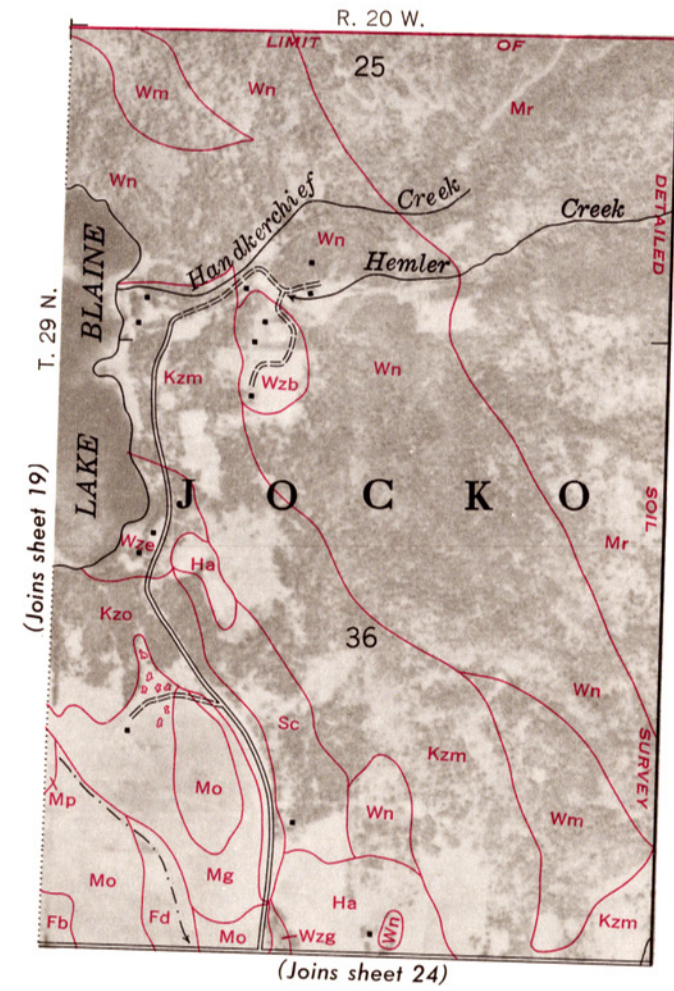 R. 20 W.
LIMIT OF
25
Wm
Wn
Mr
Wn
DETAILED
Handkerchief Creek
Creek
BLAINE
Wn
Hemler
T. 29 N.
Kzm
Wzb
Wn
LAKE
JOCKO
SOIL
(Joins sheet 19)
Wze
Ha
Mr
Kzo
36
Wn
Sc
Kzm
SURVEY
Mo
Mp
Wn
Wm
Mo
Mg
Ha
Fb
Fd
Mo
Wzg
Wn
Kzm
(Joins sheet 24)